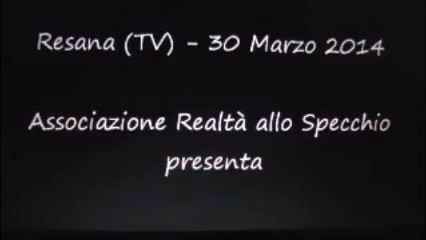 Resana (TV) - 30 Marzo 2014
Associazione Realtà allo Specchio
presenta